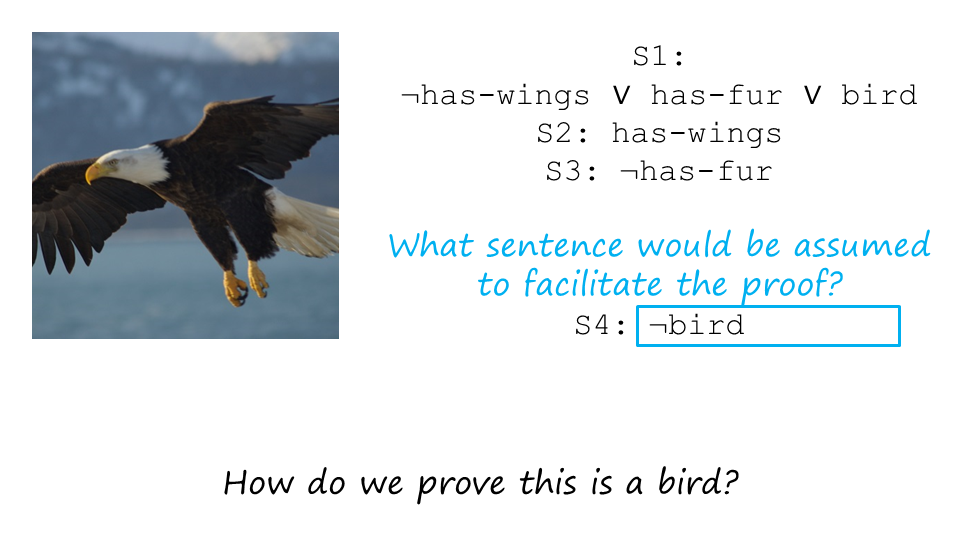 S1:
¬has-wings ∨ has-fur ∨ bird
S2: has-wings
S3: ¬has-fur
What sentence would be assumed
to facilitate the proof?
S4: ¬bird
How do we prove this is a bird?